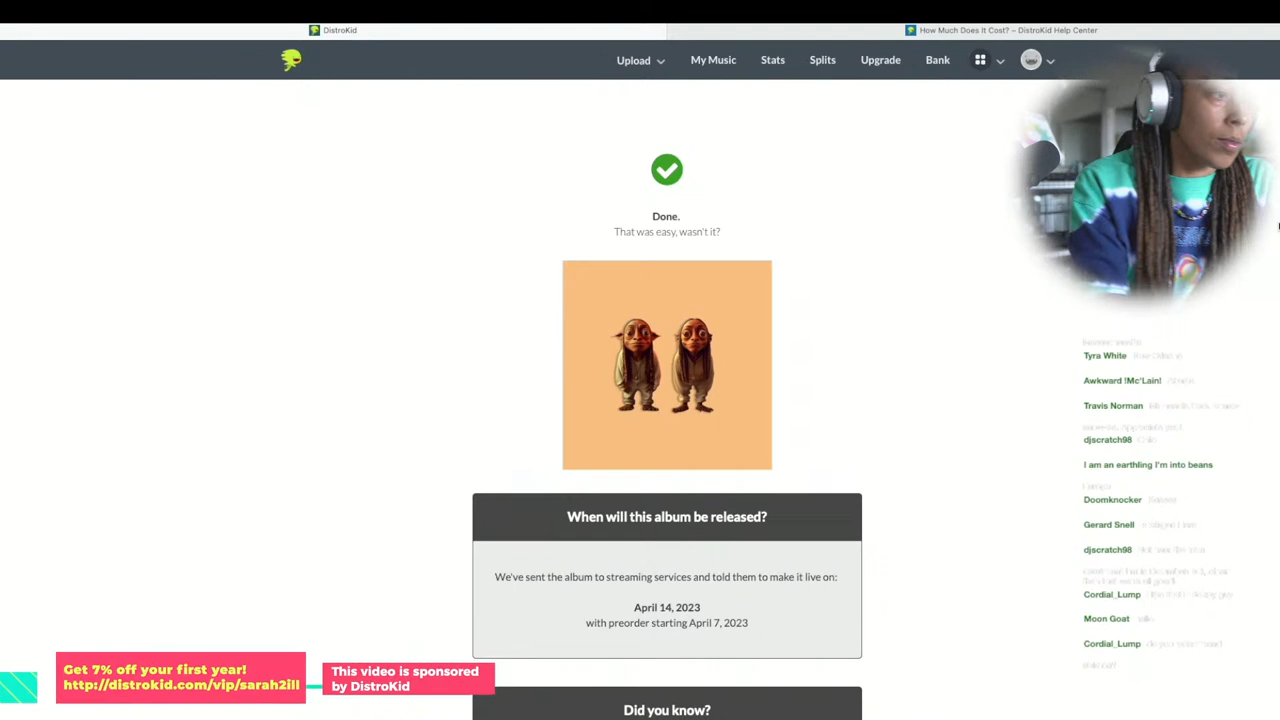 DistroKid
How Much Does It Cost? – DistroKid Help Center
Upload
My Music
Stats
Splits
Upgrade
Bank
Done.
That was easy, wasn't it?
When will this album be released?
We've sent the album to streaming services and told them to make it live on:
April 14, 2023
with preorder starting April 7, 2023
Did you know?
Tyra White
Awkward !Mc'Lain!
Travis Norman
djscratch98
I am an earthling I'm into beans
Doomknocker
Gerard Snell
djscratch98
Cordial_Lump
Moon Goat
Cordial_Lump
Get 7% off your first year!
http://distrokid.com/vip/sarah2ill
This video is sponsored
by DistroKid